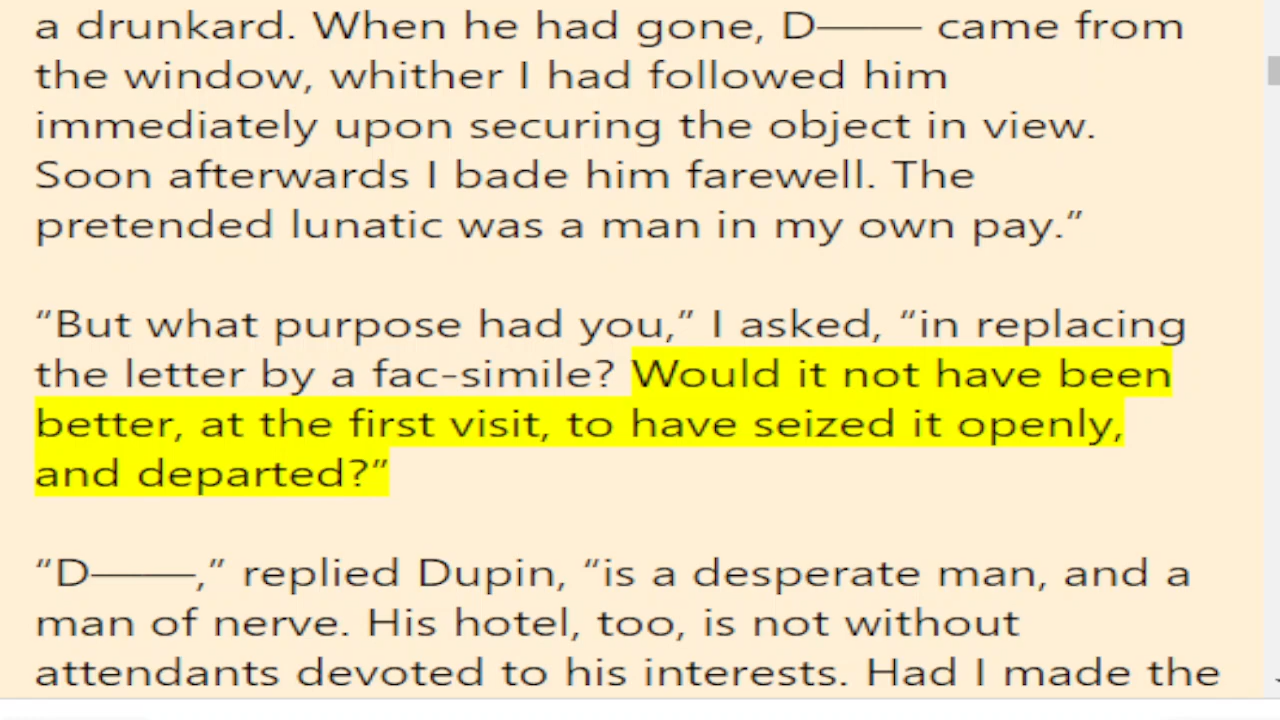 a drunkard. When he had gone, D—— came from
the window, whither I had followed him
immediately upon securing the object in view.
Soon afterwards I bade him farewell. The
pretended lunatic was a man in my own pay.”
“But what purpose had you,” I asked, “in replacing
the letter by a fac-simile? Would it not have been
better, at the first visit, to have seized it openly,
and departed?”
“D——,” replied Dupin, “is a desperate man, and a
man of nerve. His hotel, too, is not without
attendants devoted to his interests. Had I made the